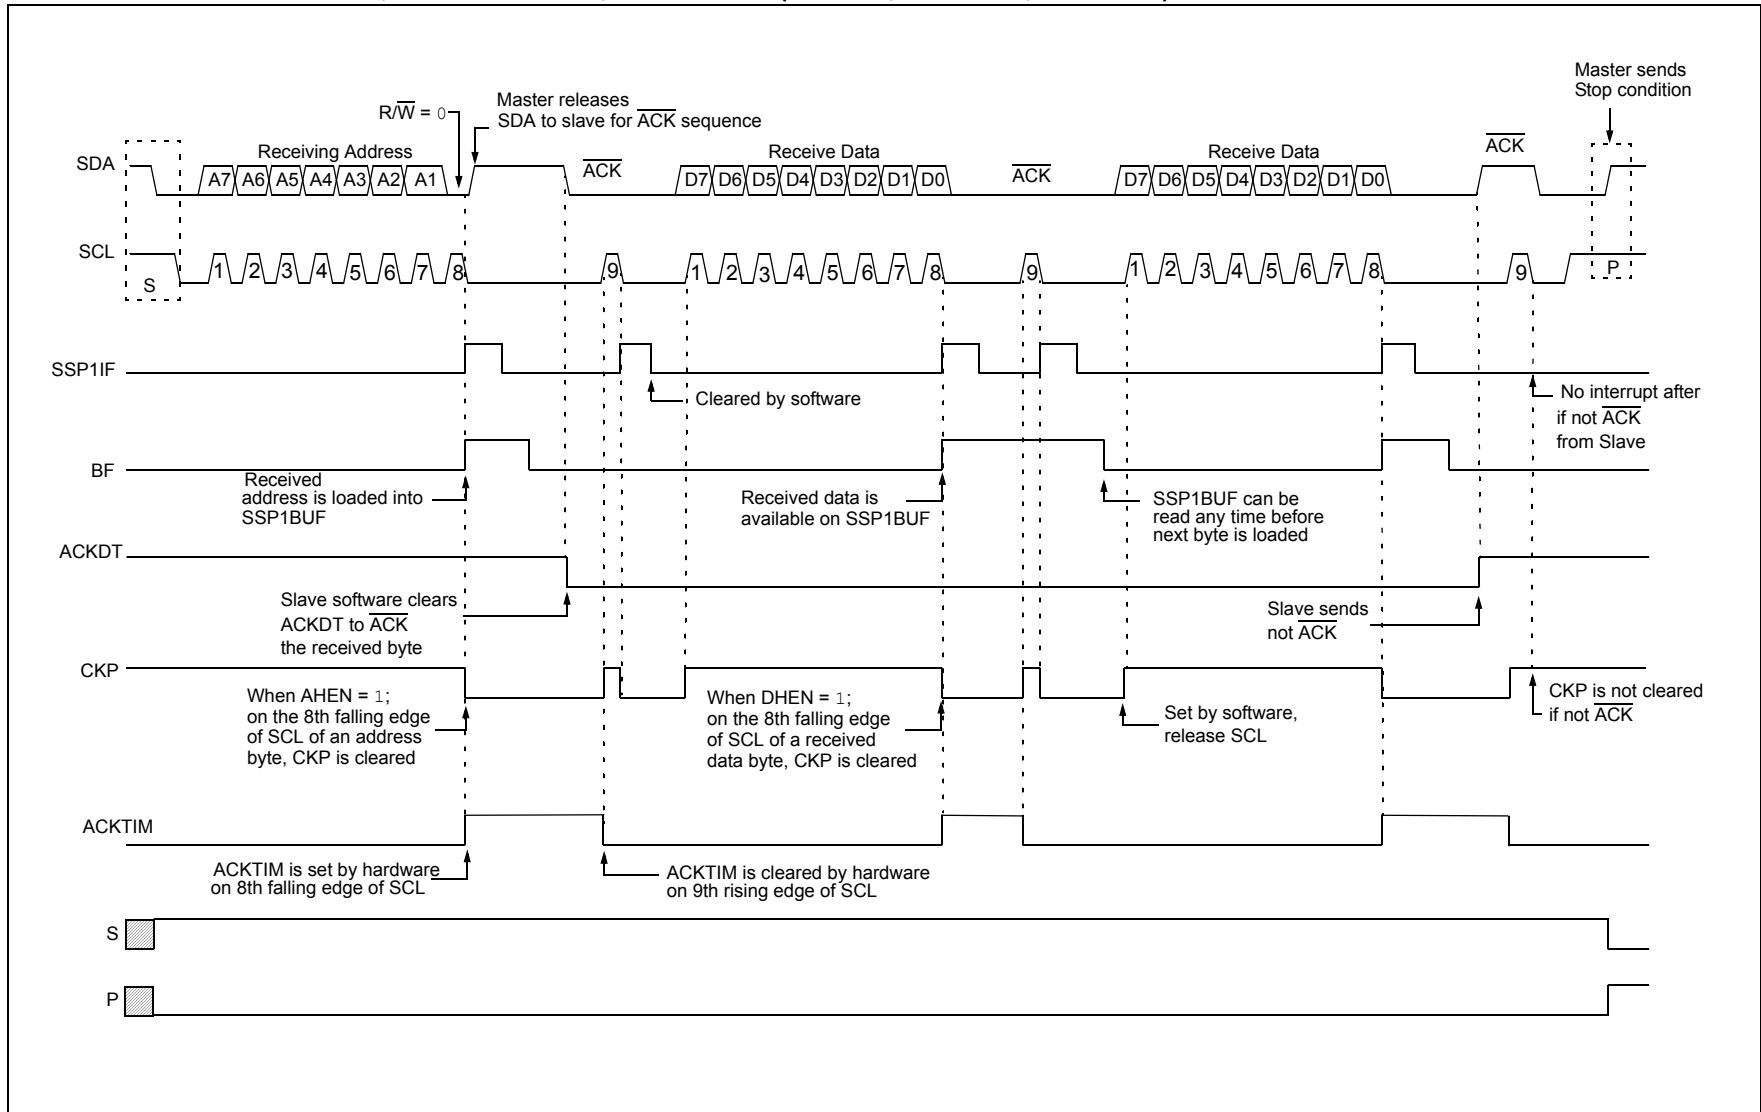 Master sends
Stop condition
R/W̅ = 0
Master releases
SDA to slave for A̅C̅K̅ sequence
SDA
Receiving Address
A7 A6 A5 A4 A3 A2 A1
A̅C̅K̅
Receive Data
D7 D6 D5 D4 D3 D2 D1 D0
A̅C̅K̅
Receive Data
D7 D6 D5 D4 D3 D2 D1 D0
A̅C̅K̅
SCL
S
1 2 3 4 5 6 7 8 9
1 2 3 4 5 6 7 8 9
1 2 3 4 5 6 7 8 9
P
SSP1IF
Cleared by software
No interrupt after
if not A̅C̅K̅
from Slave
BF
Received
address is loaded into
SSP1BUF
Received data is
available on SSP1BUF
SSP1BUF can be
read any time before
next byte is loaded
ACKDT
Slave software clears
ACKDT to A̅C̅K̅
the received byte
Slave sends
not A̅C̅K̅
CKP
When AHEN = 1;
on the 8th falling edge
of SCL of an address
byte, CKP is cleared
When DHEN = 1;
on the 8th falling edge
of SCL of a received
data byte, CKP is cleared
Set by software,
release SCL
CKP is not cleared
if not A̅C̅K̅
ACKTIM
ACKTIM is set by hardware
on 8th falling edge of SCL
ACKTIM is cleared by hardware
on 9th rising edge of SCL
S
P